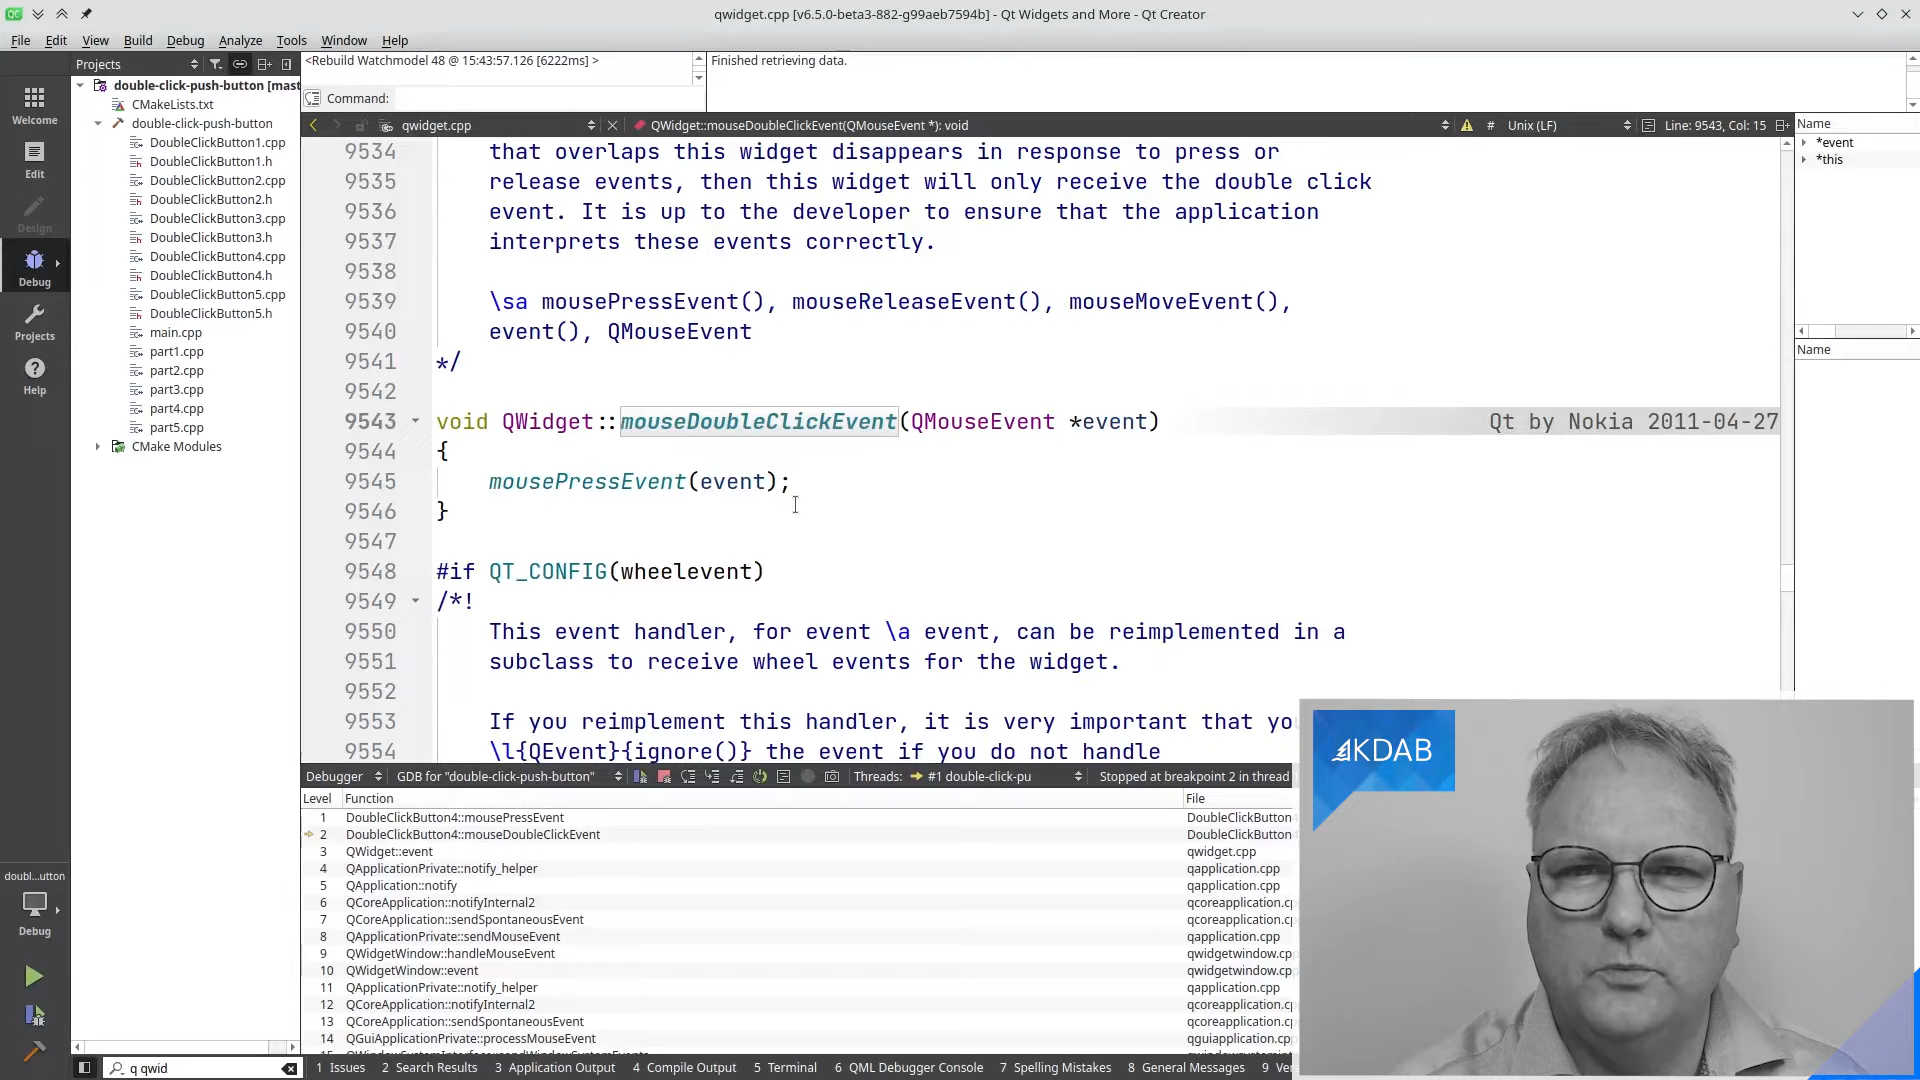 qwidget.cpp [v6.5.0-beta3-882-g99aeb7594b] - Qt Widgets and More - Qt Creator
File Edit View Build Debug Analyze Tools Window Help
Projects
double-click-push-button [mast
CMakeLists.txt
double-click-push-button
DoubleClickButton1.cpp
DoubleClickButton1.h
DoubleClickButton2.cpp
DoubleClickButton2.h
DoubleClickButton3.cpp
DoubleClickButton3.h
DoubleClickButton4.cpp
DoubleClickButton4.h
DoubleClickButton5.cpp
DoubleClickButton5.h
main.cpp
part1.cpp
part2.cpp
part3.cpp
part4.cpp
part5.cpp
CMake Modules
Welcome
Edit
Design
Debug
Projects
Help
doubl...utton
Debug
<Rebuild Watchmodel 48 @ 15:43:57.126 [6222ms] >
Command:
Finished retrieving data.
qwidget.cpp
QWidget::mouseDoubleClickEvent(QMouseEvent *): void
# Unix (LF) Line: 9543, Col: 15
9534 that overlaps this widget disappears in response to press or
9535 release events, then this widget will only receive the double click
9536 event. It is up to the developer to ensure that the application
9537 interprets these events correctly.
9538
9539 \sa mousePressEvent(), mouseReleaseEvent(), mouseMoveEvent(),
9540 event(), QMouseEvent
9541 */
9542
9543 void QWidget::mouseDoubleClickEvent(QMouseEvent *event) Qt by Nokia 2011-04-27
9544 {
9545 mousePressEvent(event);
9546 }
9547
9548 #if QT_CONFIG(wheelevent)
9549 /*!
9550 This event handler, for event \a event, can be reimplemented in a
9551 subclass to receive wheel events for the widget.
9552
9553 If you reimplement this handler, it is very important that yo
9554 \l{QEvent}{ignore()} the event if you do not handle
Name
*event
*this
Name
Debugger GDB for "double-click-push-button" Threads: #1 double-click-pu Stopped at breakpoint 2 in thread
Level Function File
1 DoubleClickButton4::mousePressEvent DoubleClickButton
2 DoubleClickButton4::mouseDoubleClickEvent DoubleClickButton
3 QWidget::event qwidget.cpp
4 QApplicationPrivate::notify_helper qapplication.cpp
5 QApplication::notify qapplication.cpp
6 QCoreApplication::notifyInternal2 qcoreapplication.cp
7 QCoreApplication::sendSpontaneousEvent qcoreapplication.cp
8 QApplicationPrivate::sendMouseEvent qapplication.cpp
9 QWidgetWindow::handleMouseEvent qwidgetwindow.cp
10 QWidgetWindow::event qwidgetwindow.cp
11 QApplicationPrivate::notify_helper qapplication.cpp
12 QCoreApplication::notifyInternal2 qcoreapplication.cp
13 QCoreApplication::sendSpontaneousEvent qcoreapplication.cp
14 QGuiApplicationPrivate::processMouseEvent qguiapplication.cp
KDAB
q qwid
1 Issues 2 Search Results 3 Application Output 4 Compile Output 5 Terminal 6 QML Debugger Console 7 Spelling Mistakes 8 General Messages 9 Ve